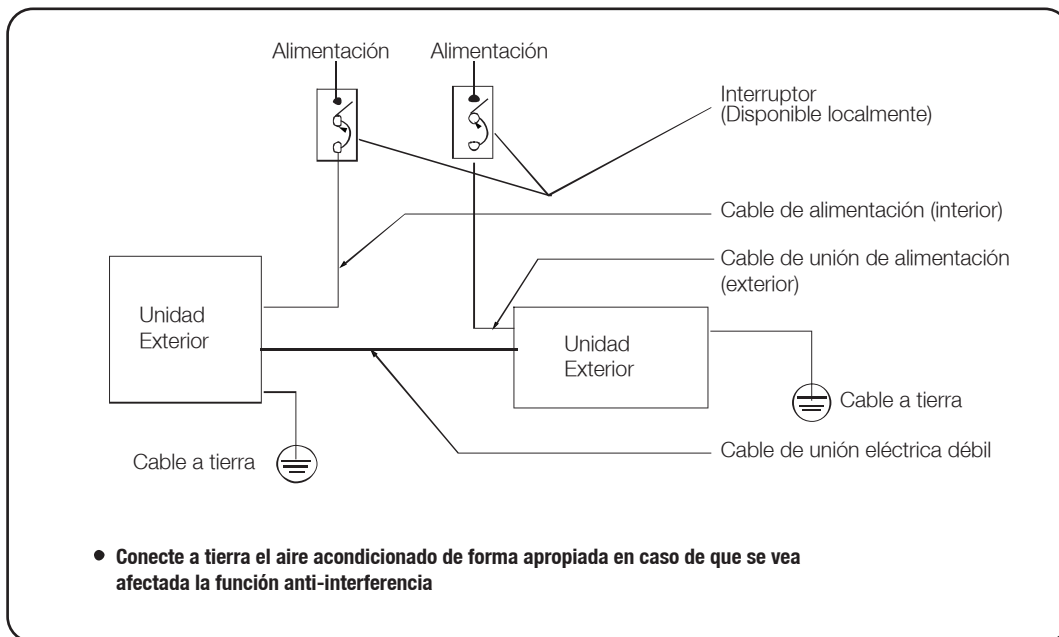 Alimentación
Alimentación
Interruptor
(Disponible localmente)
Cable de alimentación (interior)
Cable de unión de alimentación
(exterior)
Unidad
Exterior
Unidad
Exterior
Cable a tierra
Cable a tierra
Cable de unión eléctrica débil
● Conecte a tierra el aire acondicionado de forma apropiada en caso de que se vea
afectada la función anti-interferencia